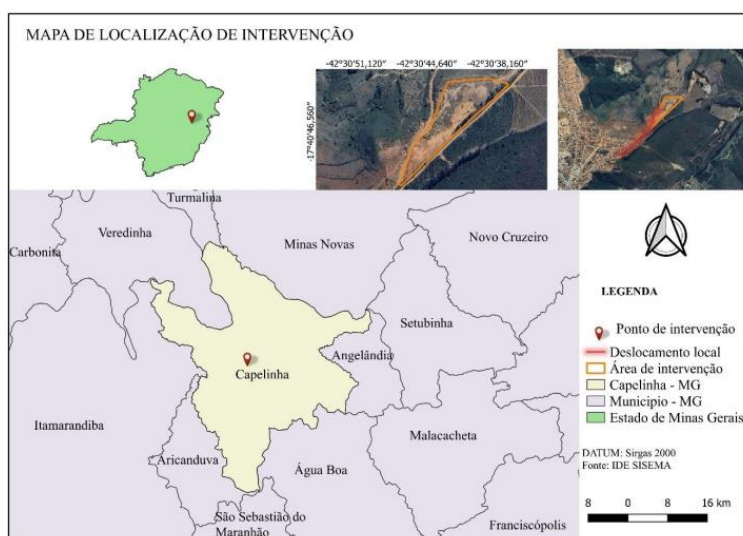 MAPA DE LOCALIZAÇÃO DE INTERVENÇÃO
-42°30′51,120″ -42°30′44,640″ -42°30′38,160″
-17°40′46,560″
Turmalina
Carbonita
Veredinha
Minas Novas
Novo Cruzeiro
Setubinha
Angelândia
Capelinha
Itamarandiba
Malacacheta
Aricanduva
Água Boa
São Sebastião do
Maranhão
Franciscópolis
LEGENDA
Ponto de intervenção
Deslocamento local
Área de intervenção
Capelinha - MG
Municipio - MG
Estado de Minas Gerais
DATUM: Sirgas 2000
Fonte: IDE SISEMA
8 0 8 16 km